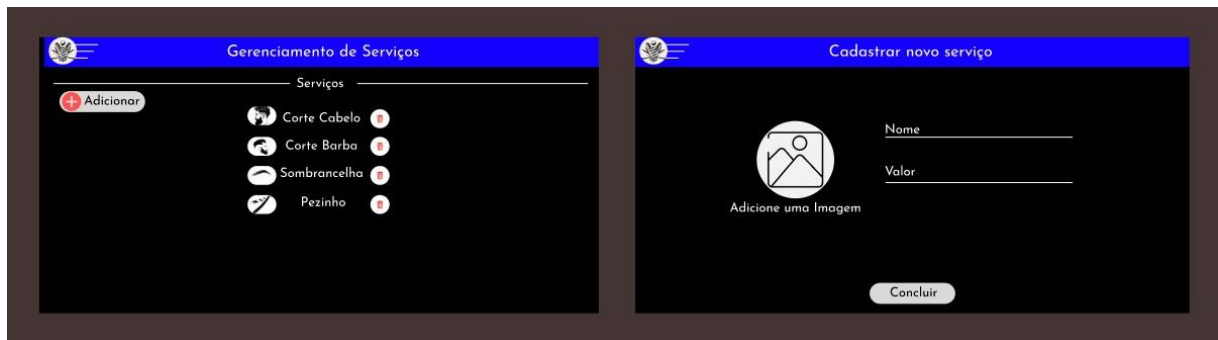 Gerenciamento de Serviços
Serviços
Adicionar
Corte Cabelo
Corte Barba
Sombrancelha
Pezinho
Cadastrar novo serviço
Nome
Valor
Adicione uma Imagem
Concluir